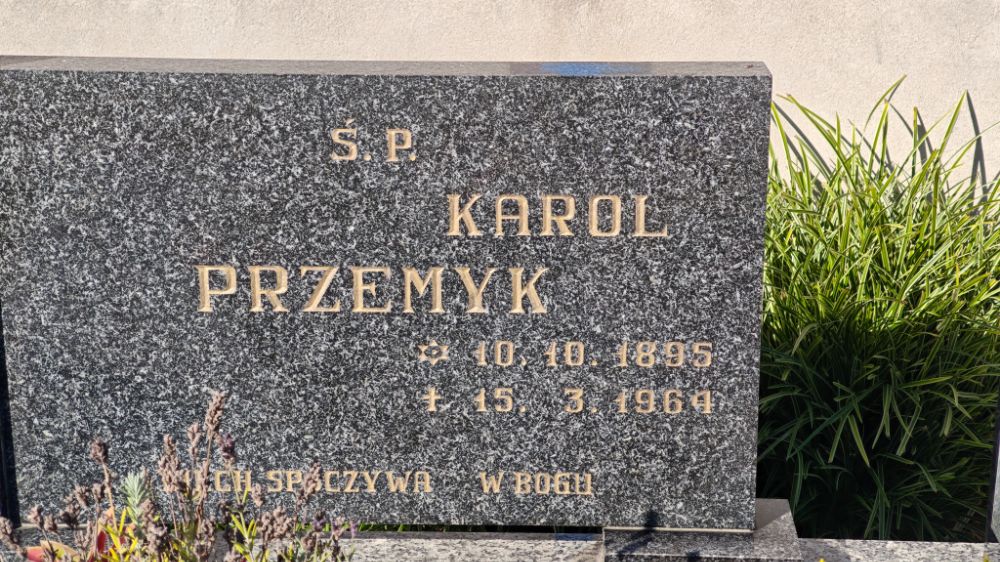 Ś. P.
KAROL
PRZEMYK
✡ 10. 10. 1895
✝ 15. 3. 1964
SPOCZYWA W BOGU